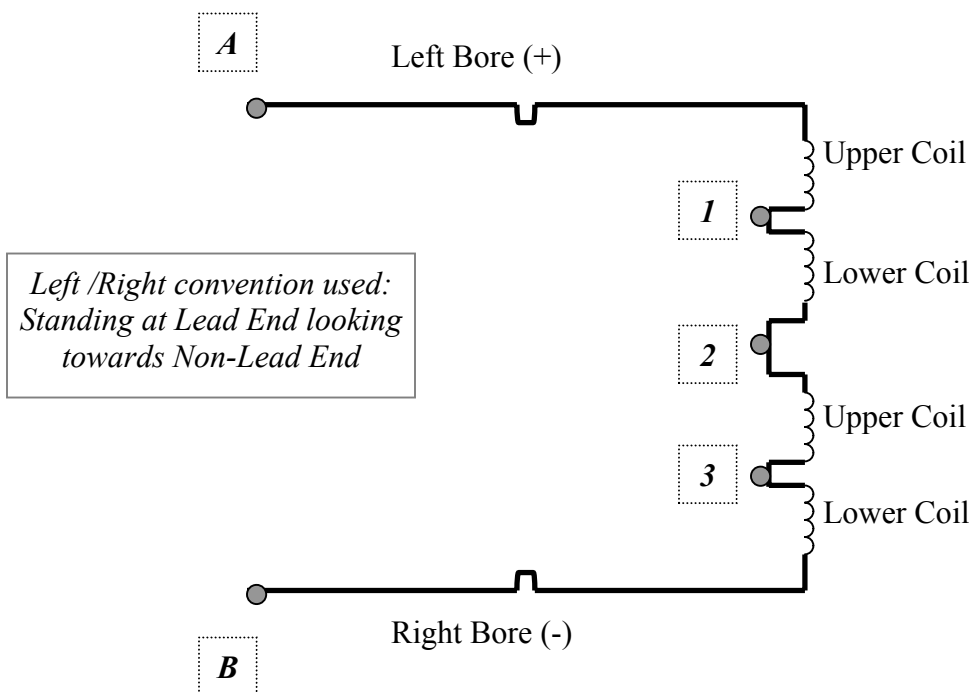 A
Left Bore (+)
Upper Coil
1
Lower Coil
Left /Right convention used:
Standing at Lead End looking
towards Non-Lead End
2
Upper Coil
3
Lower Coil
Right Bore (-)
B